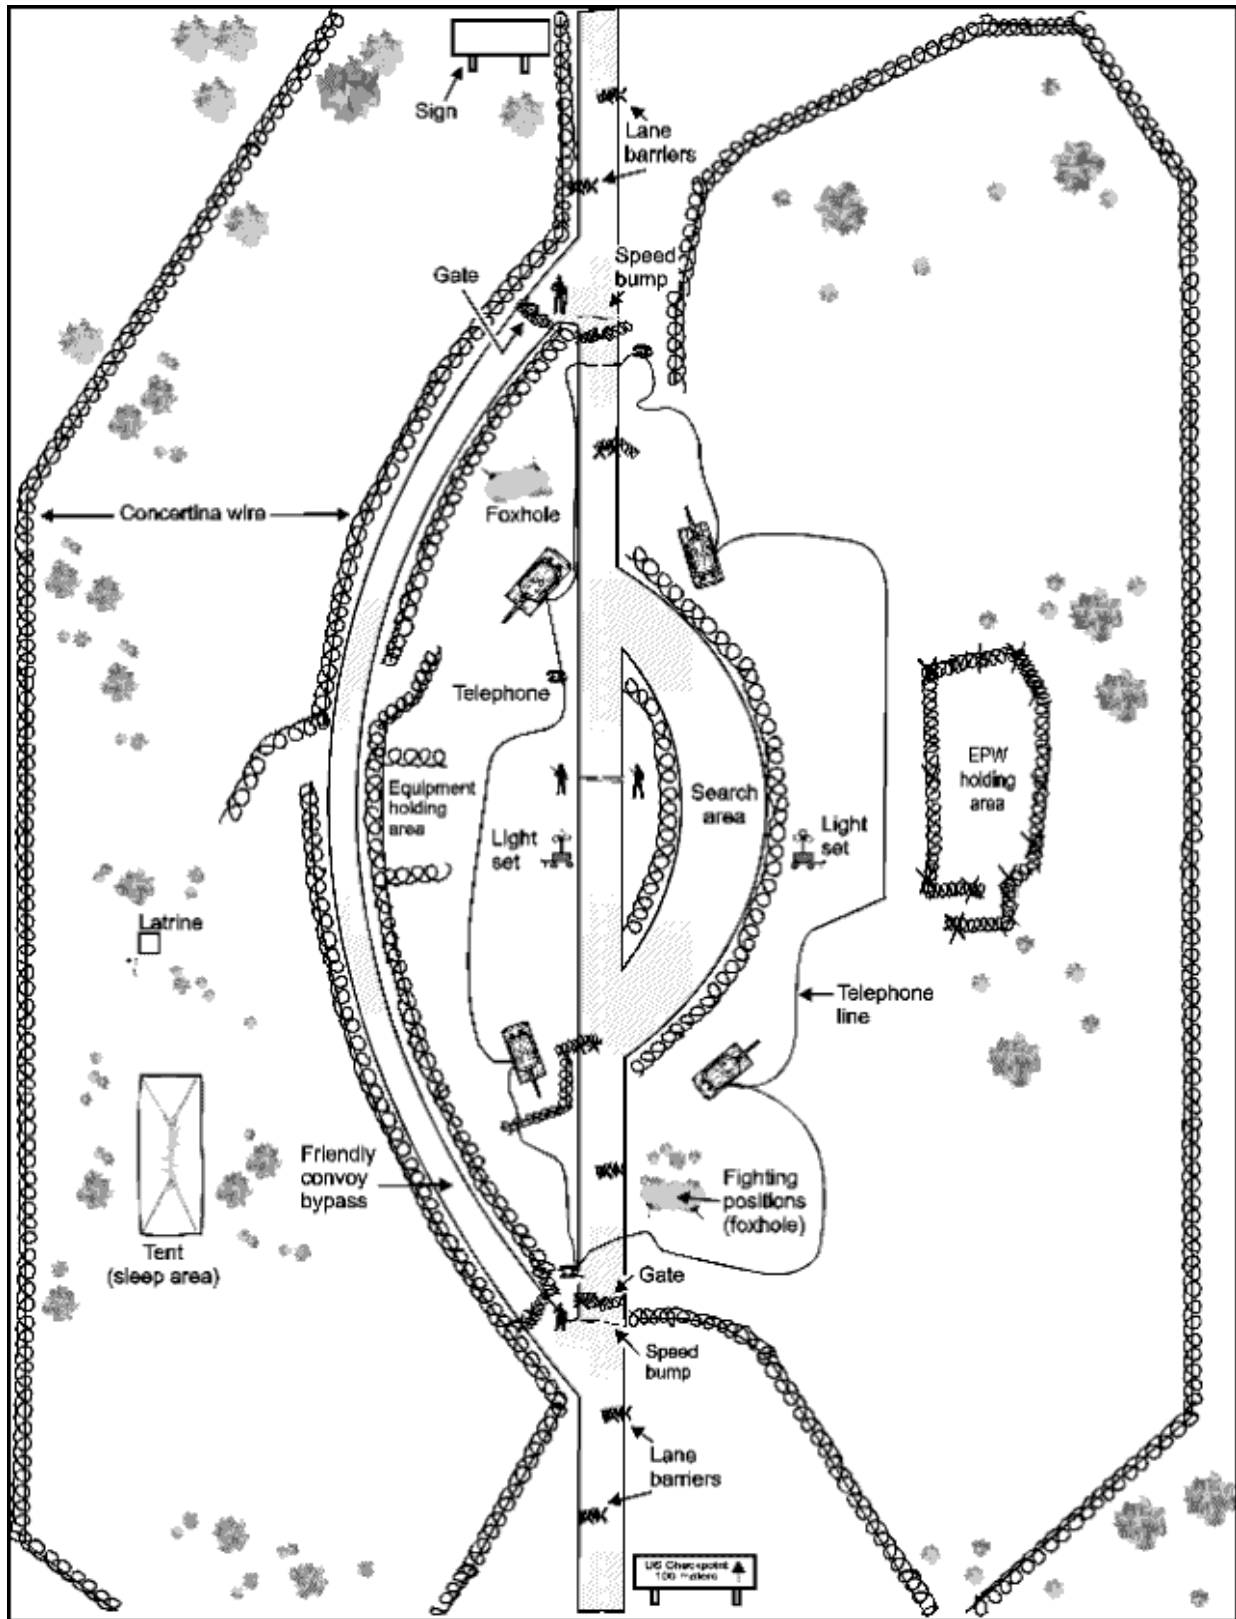 Sign
Lane
barriers
Speed
bump
Gate
Concertina wire
Foxhole
Telephone
Equipment
holding
area
Light
set
Search
area
Light
set
EPW
holding
area
Latrine
Telephone
line
Friendly
convoy
bypass
Fighting
positions
(foxhole)
Tent
(sleep area)
Gate
Speed
bump
Lane
barriers
US Checkpoint
100 meters